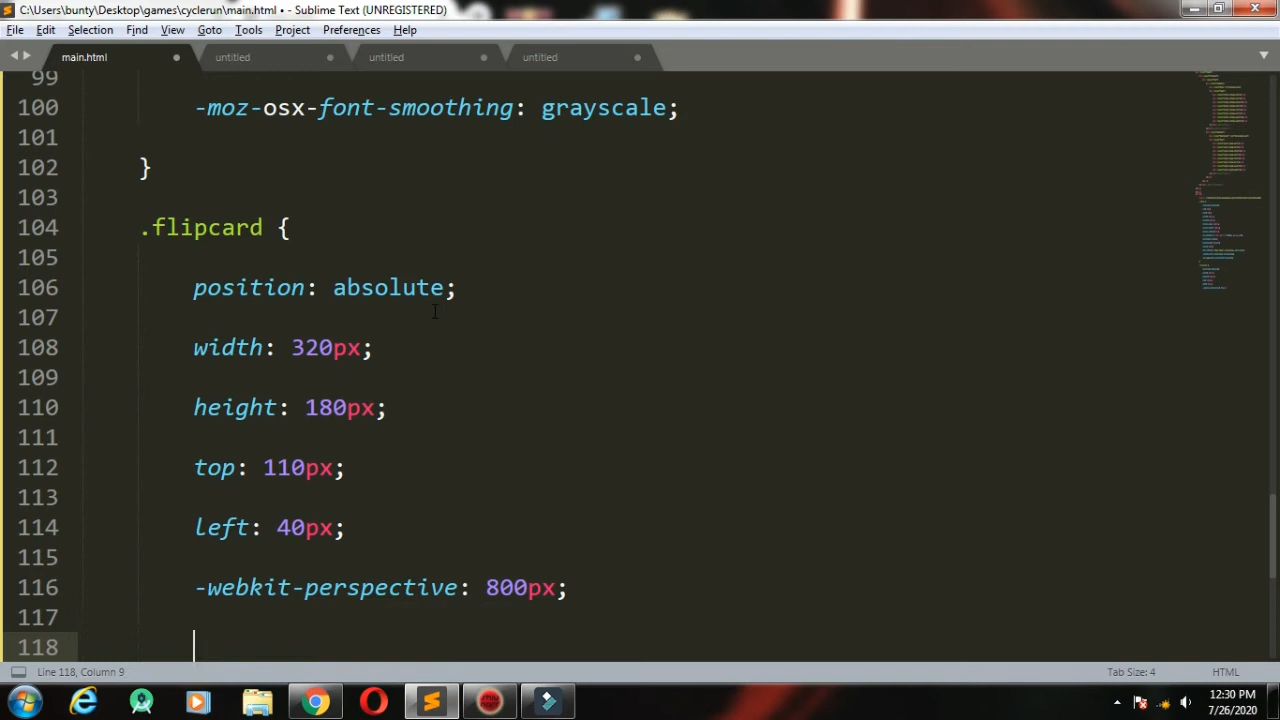 C:\Users\bunty\Desktop\games\cyclerun\main.html • - Sublime Text (UNREGISTERED)
File Edit Selection Find View Goto Tools Project Preferences Help
main.html untitled untitled untitled
99
100 -moz-osx-font-smoothing: grayscale;
101
102 }
103
104 .flipcard {
105
106 position: absolute;
107
108 width: 320px;
109
110 height: 180px;
111
112 top: 110px;
113
114 left: 40px;
115
116 -webkit-perspective: 800px;
117
118
Line 118, Column 9 Tab Size: 4 HTML
12:30 PM
7/26/2020